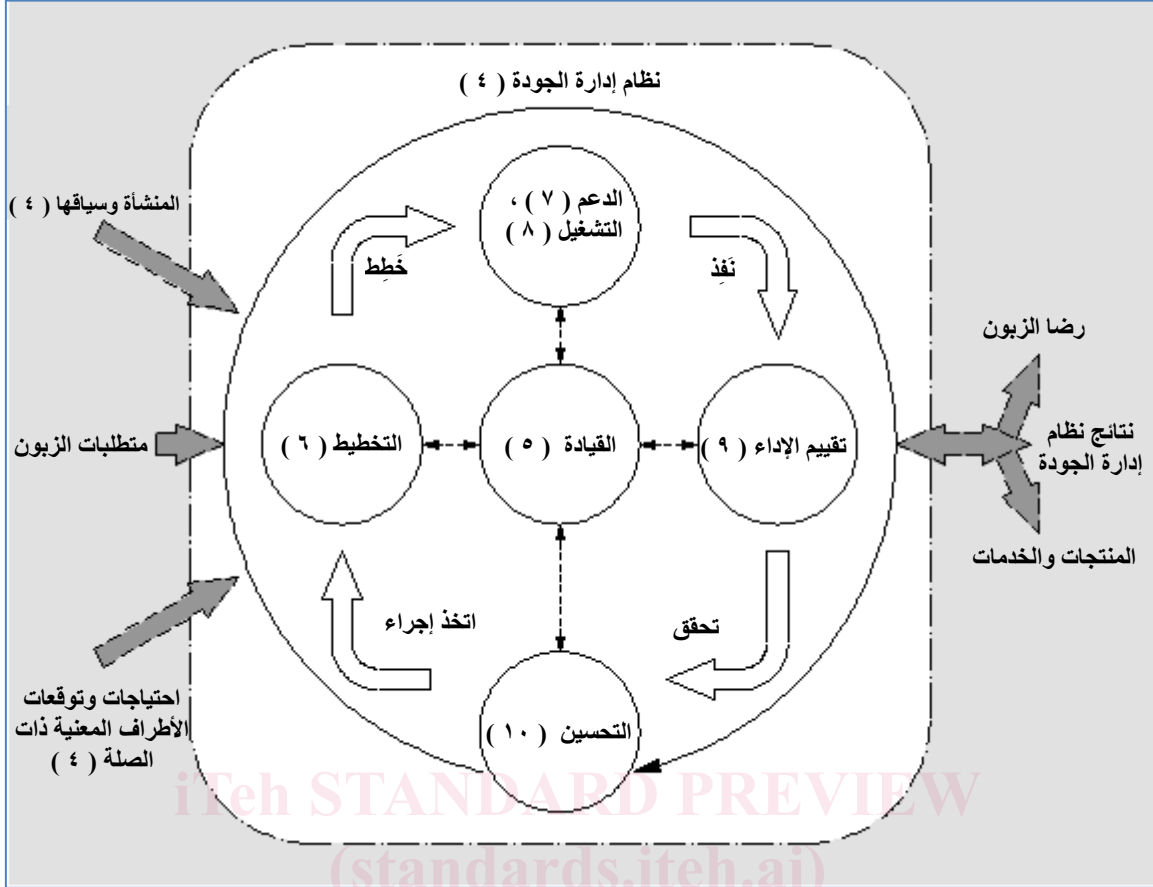 نظام إدارة الجودة ( ٤ )
المنشأة وسياقها ( ٤ )
الدعم ( ٧ ) ،
التشغيل ( ٨ )
خَطِط
نَفِذ
رضا الزبون
متطلبات الزبون
التخطيط ( ٦ )
القيادة ( ٥ )
تقييم الإداء ( ٩ )
نتائج نظام
إدارة الجودة
المنتجات والخدمات
اتخذ إجراء
تحقق
احتياجات وتوقعات
الأطراف المعنية ذات
الصلة ( ٤ )
التحسين ( ١٠ )
iTeh STANDARD PREVIEW
(standards.iteh.ai)